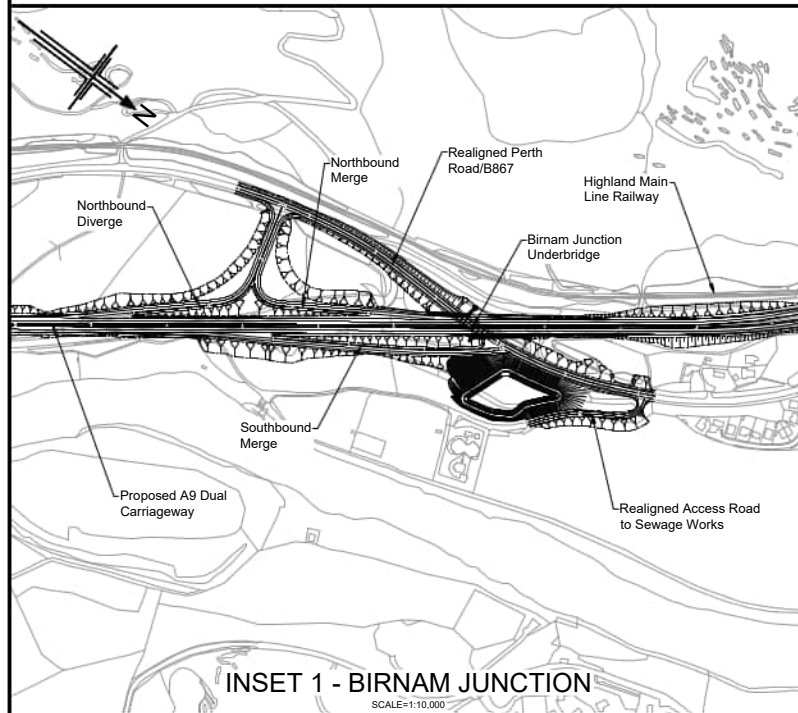 N
Northbound
Merge
Realigned Perth
Road/B867
Highland Main
Line Railway
Northbound
Diverge
Birnam Junction
Underbridge
Southbound
Merge
Proposed A9 Dual
Carriageway
Realigned Access Road
to Sewage Works
INSET 1 - BIRNAM JUNCTION
SCALE=1:10,000